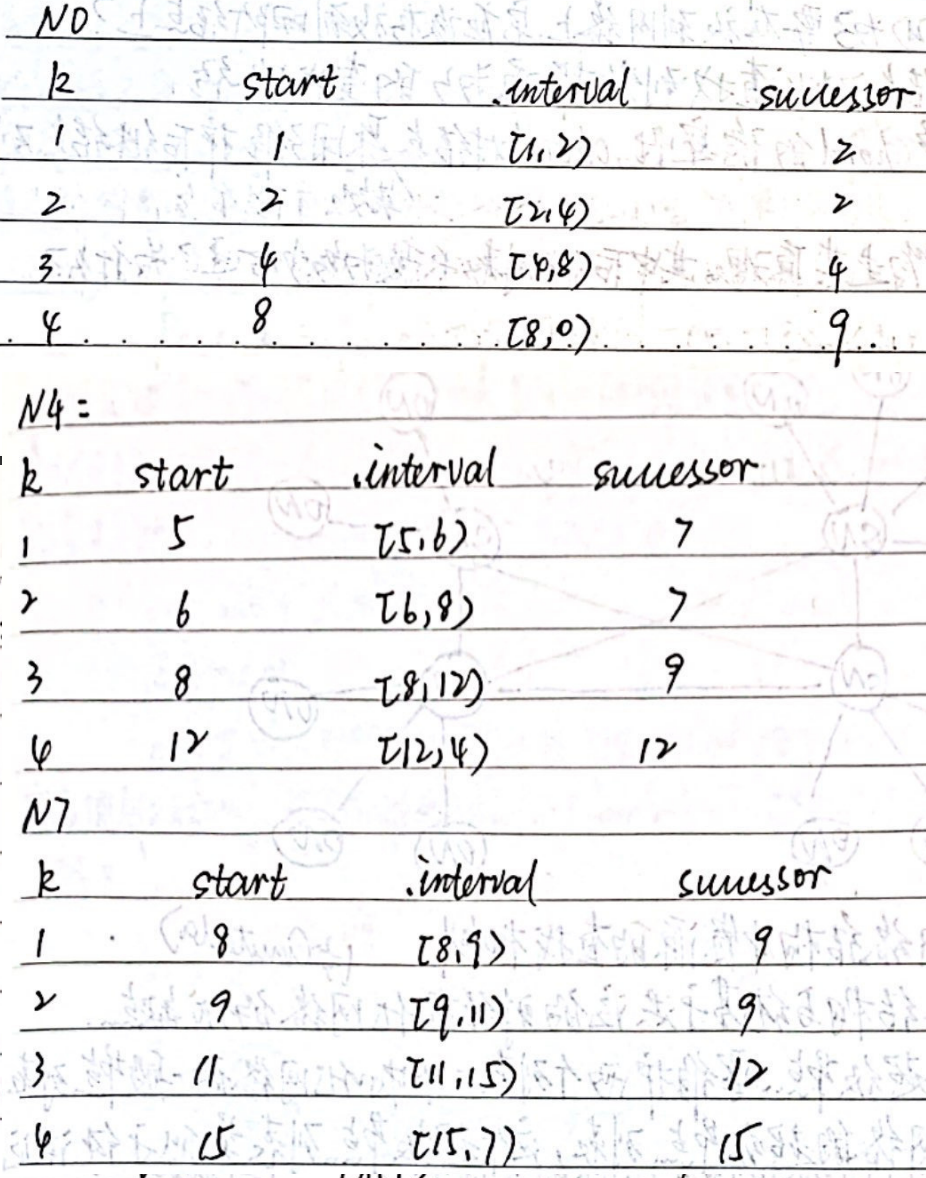 N0
k start .interval successor
1 1 [1,2) 2
2 2 [2,4) 2
3 4 [4,8) 4
4 8 [8,0) 9
N4:
k start .interval successor
1 5 [5,6) 7
2 6 [6,8) 7
3 8 [8,12) 9
4 12 [12,4) 12
N7
k start .interval successor
1 8 [8,9) 9
2 9 [9,11) 9
3 11 [11,15) 12
4 15 [15,7) 15